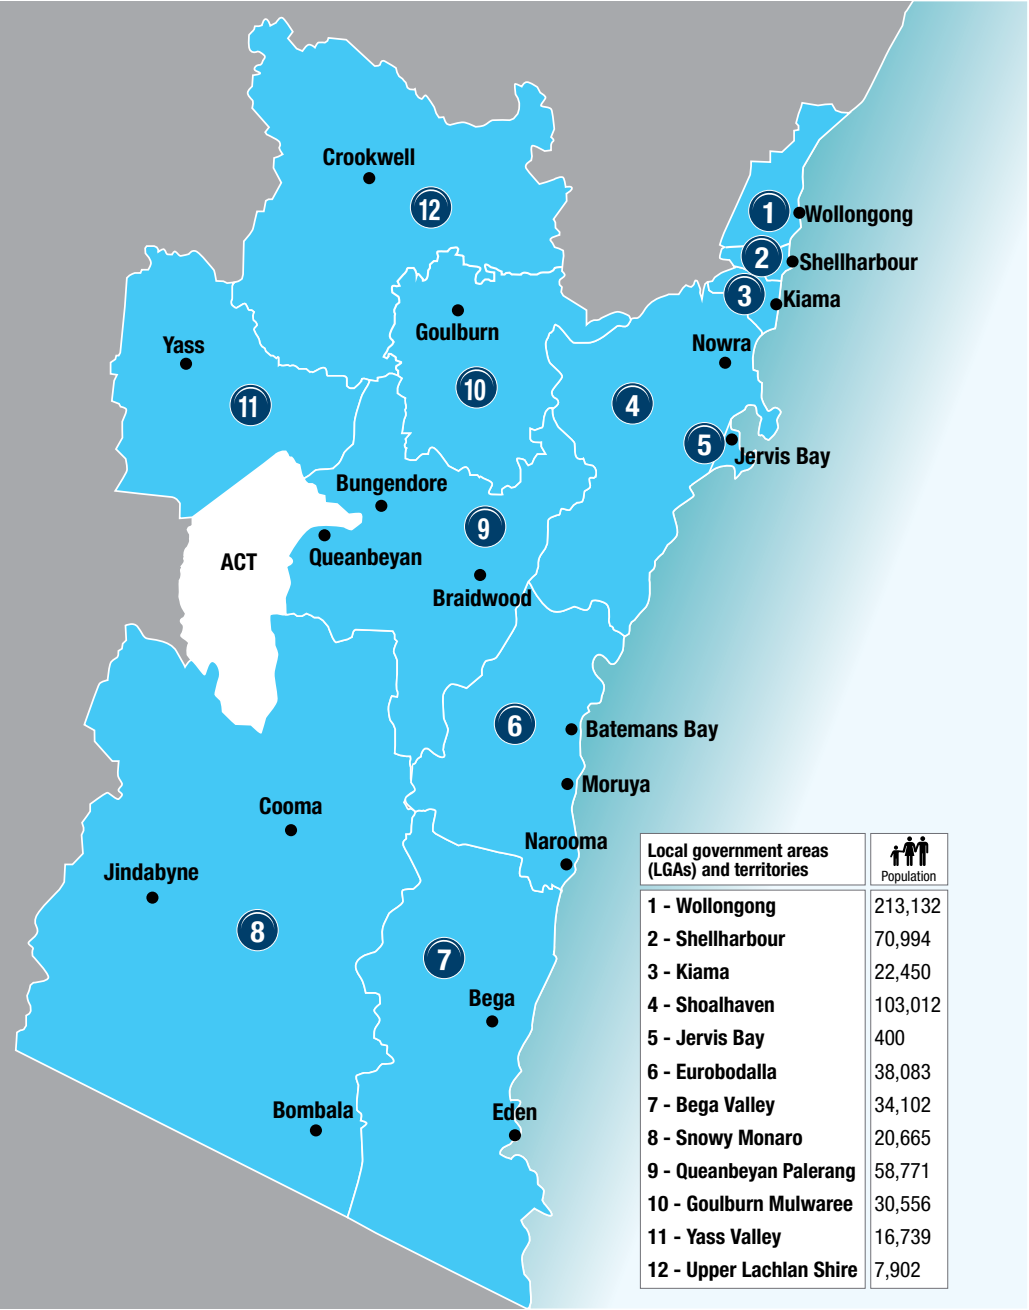 Crookwell
12
1
Wollongong
2
Shellharbour
3
Kiama
Goulburn
Yass
Nowra
10
11
4
5
Jervis Bay
Bungendore
9
ACT
Queanbeyan
Braidwood
6
Batemans Bay
Moruya
Cooma
Narooma
Jindabyne
8
7
Bega
Bombala
Eden
Local government areas
(LGAs) and territories
Population
1 - Wollongong 213,132
2 - Shellharbour 70,994
3 - Kiama 22,450
4 - Shoalhaven 103,012
5 - Jervis Bay 400
6 - Eurobodalla 38,083
7 - Bega Valley 34,102
8 - Snowy Monaro 20,665
9 - Queanbeyan Palerang 58,771
10 - Goulburn Mulwaree 30,556
11 - Yass Valley 16,739
12 - Upper Lachlan Shire 7,902